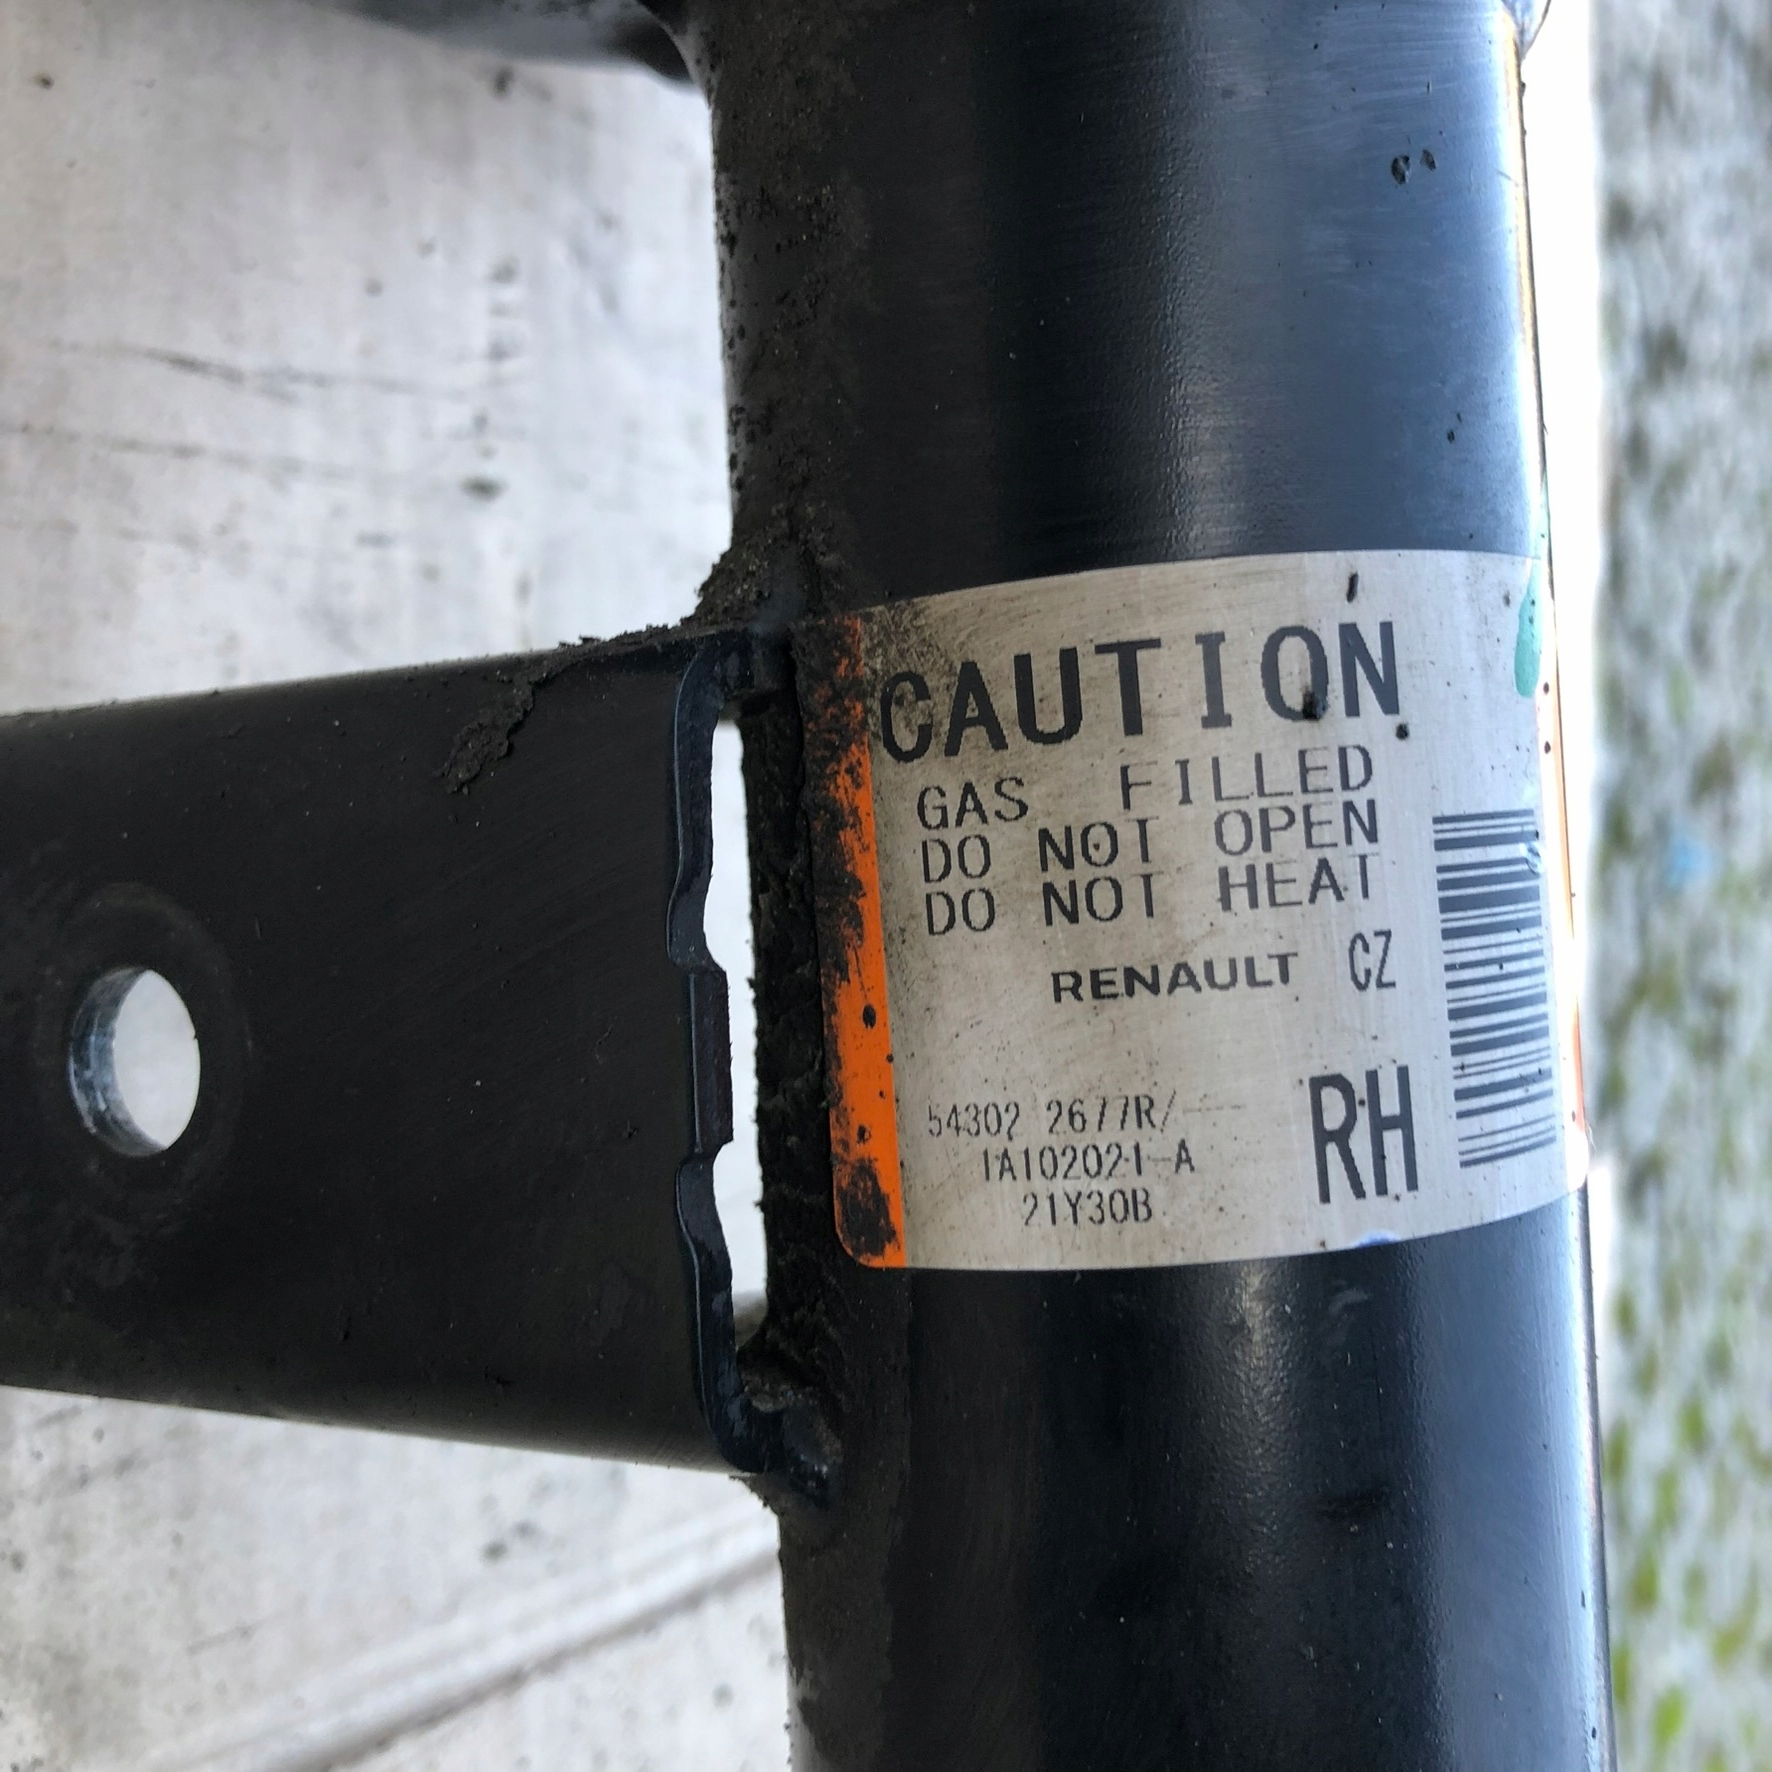 CAUTION
GAS FILLED
DO NOT OPEN
DO NOT HEAT
RENAULT CZ
54302 2677R/---
1A102021-A
21Y30B
RH